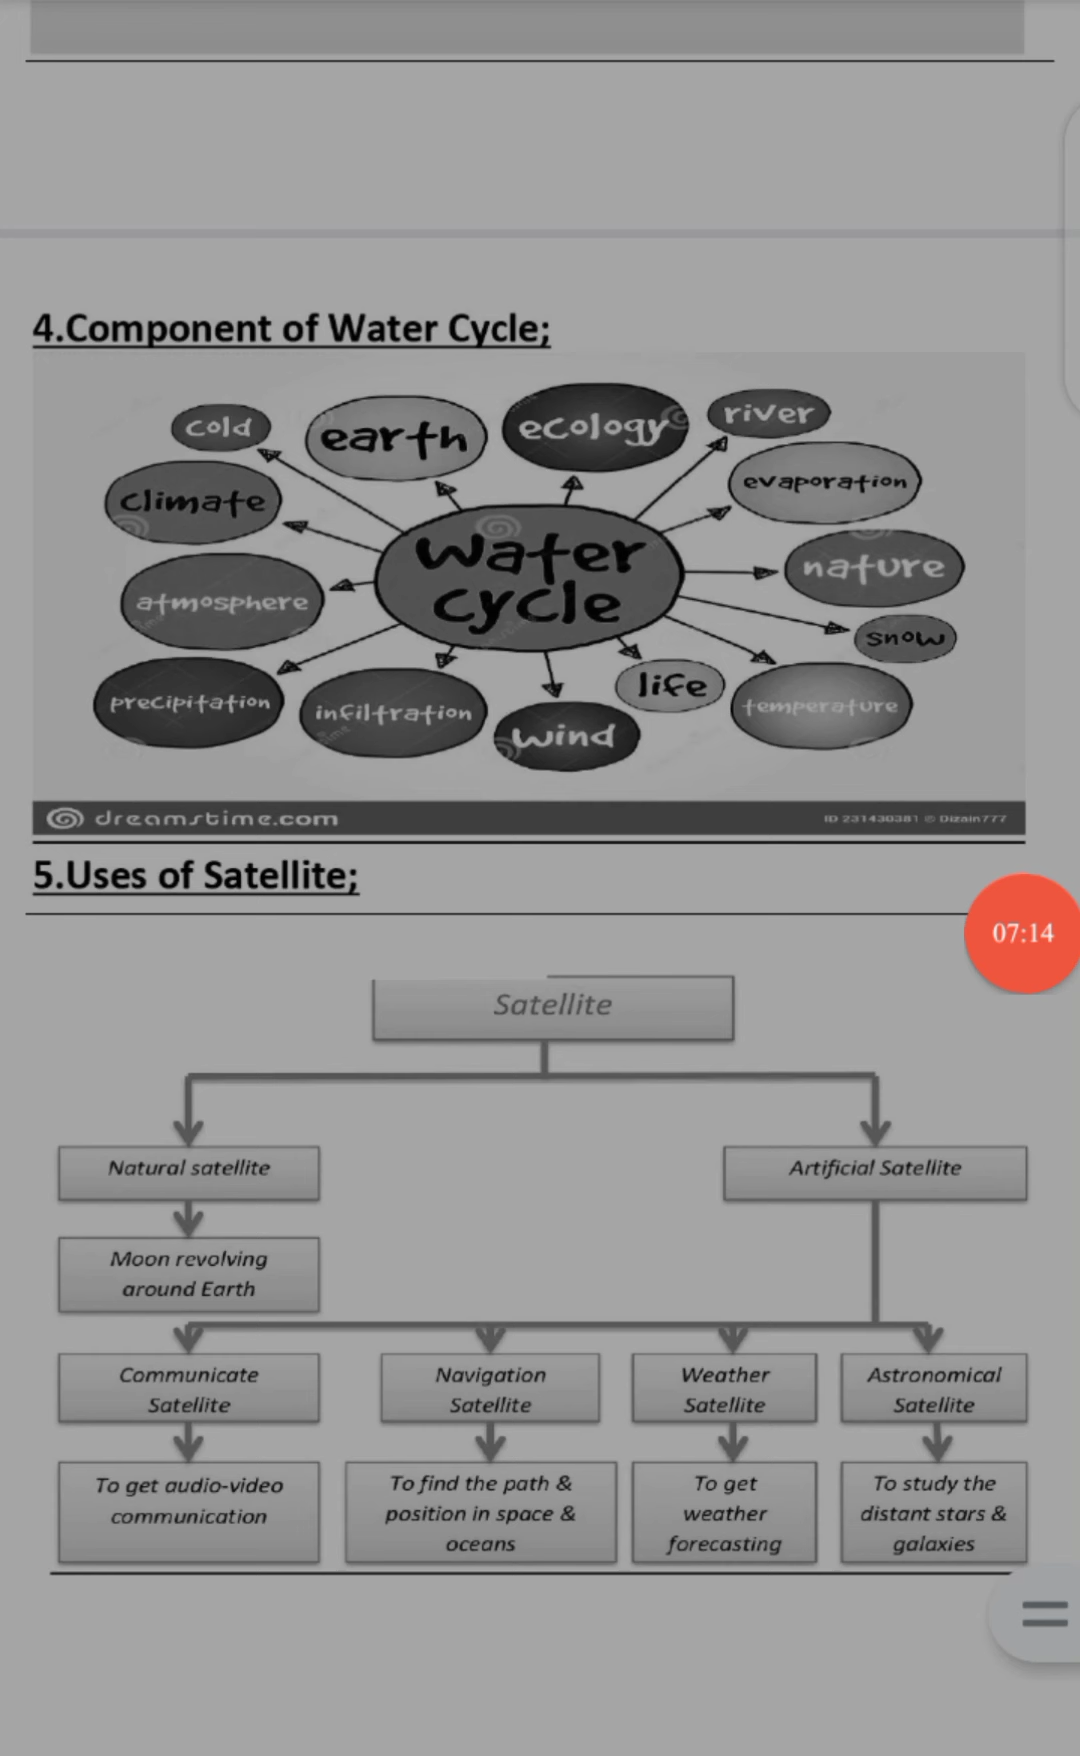 4.Component of Water Cycle;
cold
earth
ecology
river
climate
evaporation
Water
cycle
nature
atmosphere
snow
precipitation
infiltration
wind
life
temperature
dreamstime.com
ID 231430381 © Dizain777
5.Uses of Satellite;
07:14
Satellite
Natural satellite
Artificial Satellite
Moon revolving
around Earth
Communicate
Satellite
Navigation
Satellite
Weather
Satellite
Astronomical
Satellite
To get audio-video
communication
To find the path &
position in space &
oceans
To get
weather
forecasting
To study the
distant stars &
galaxies